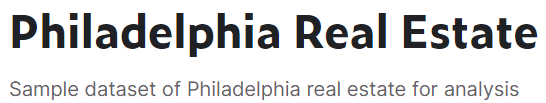 Philadelphia Real Estate
Sample dataset of Philadelphia real estate for analysis